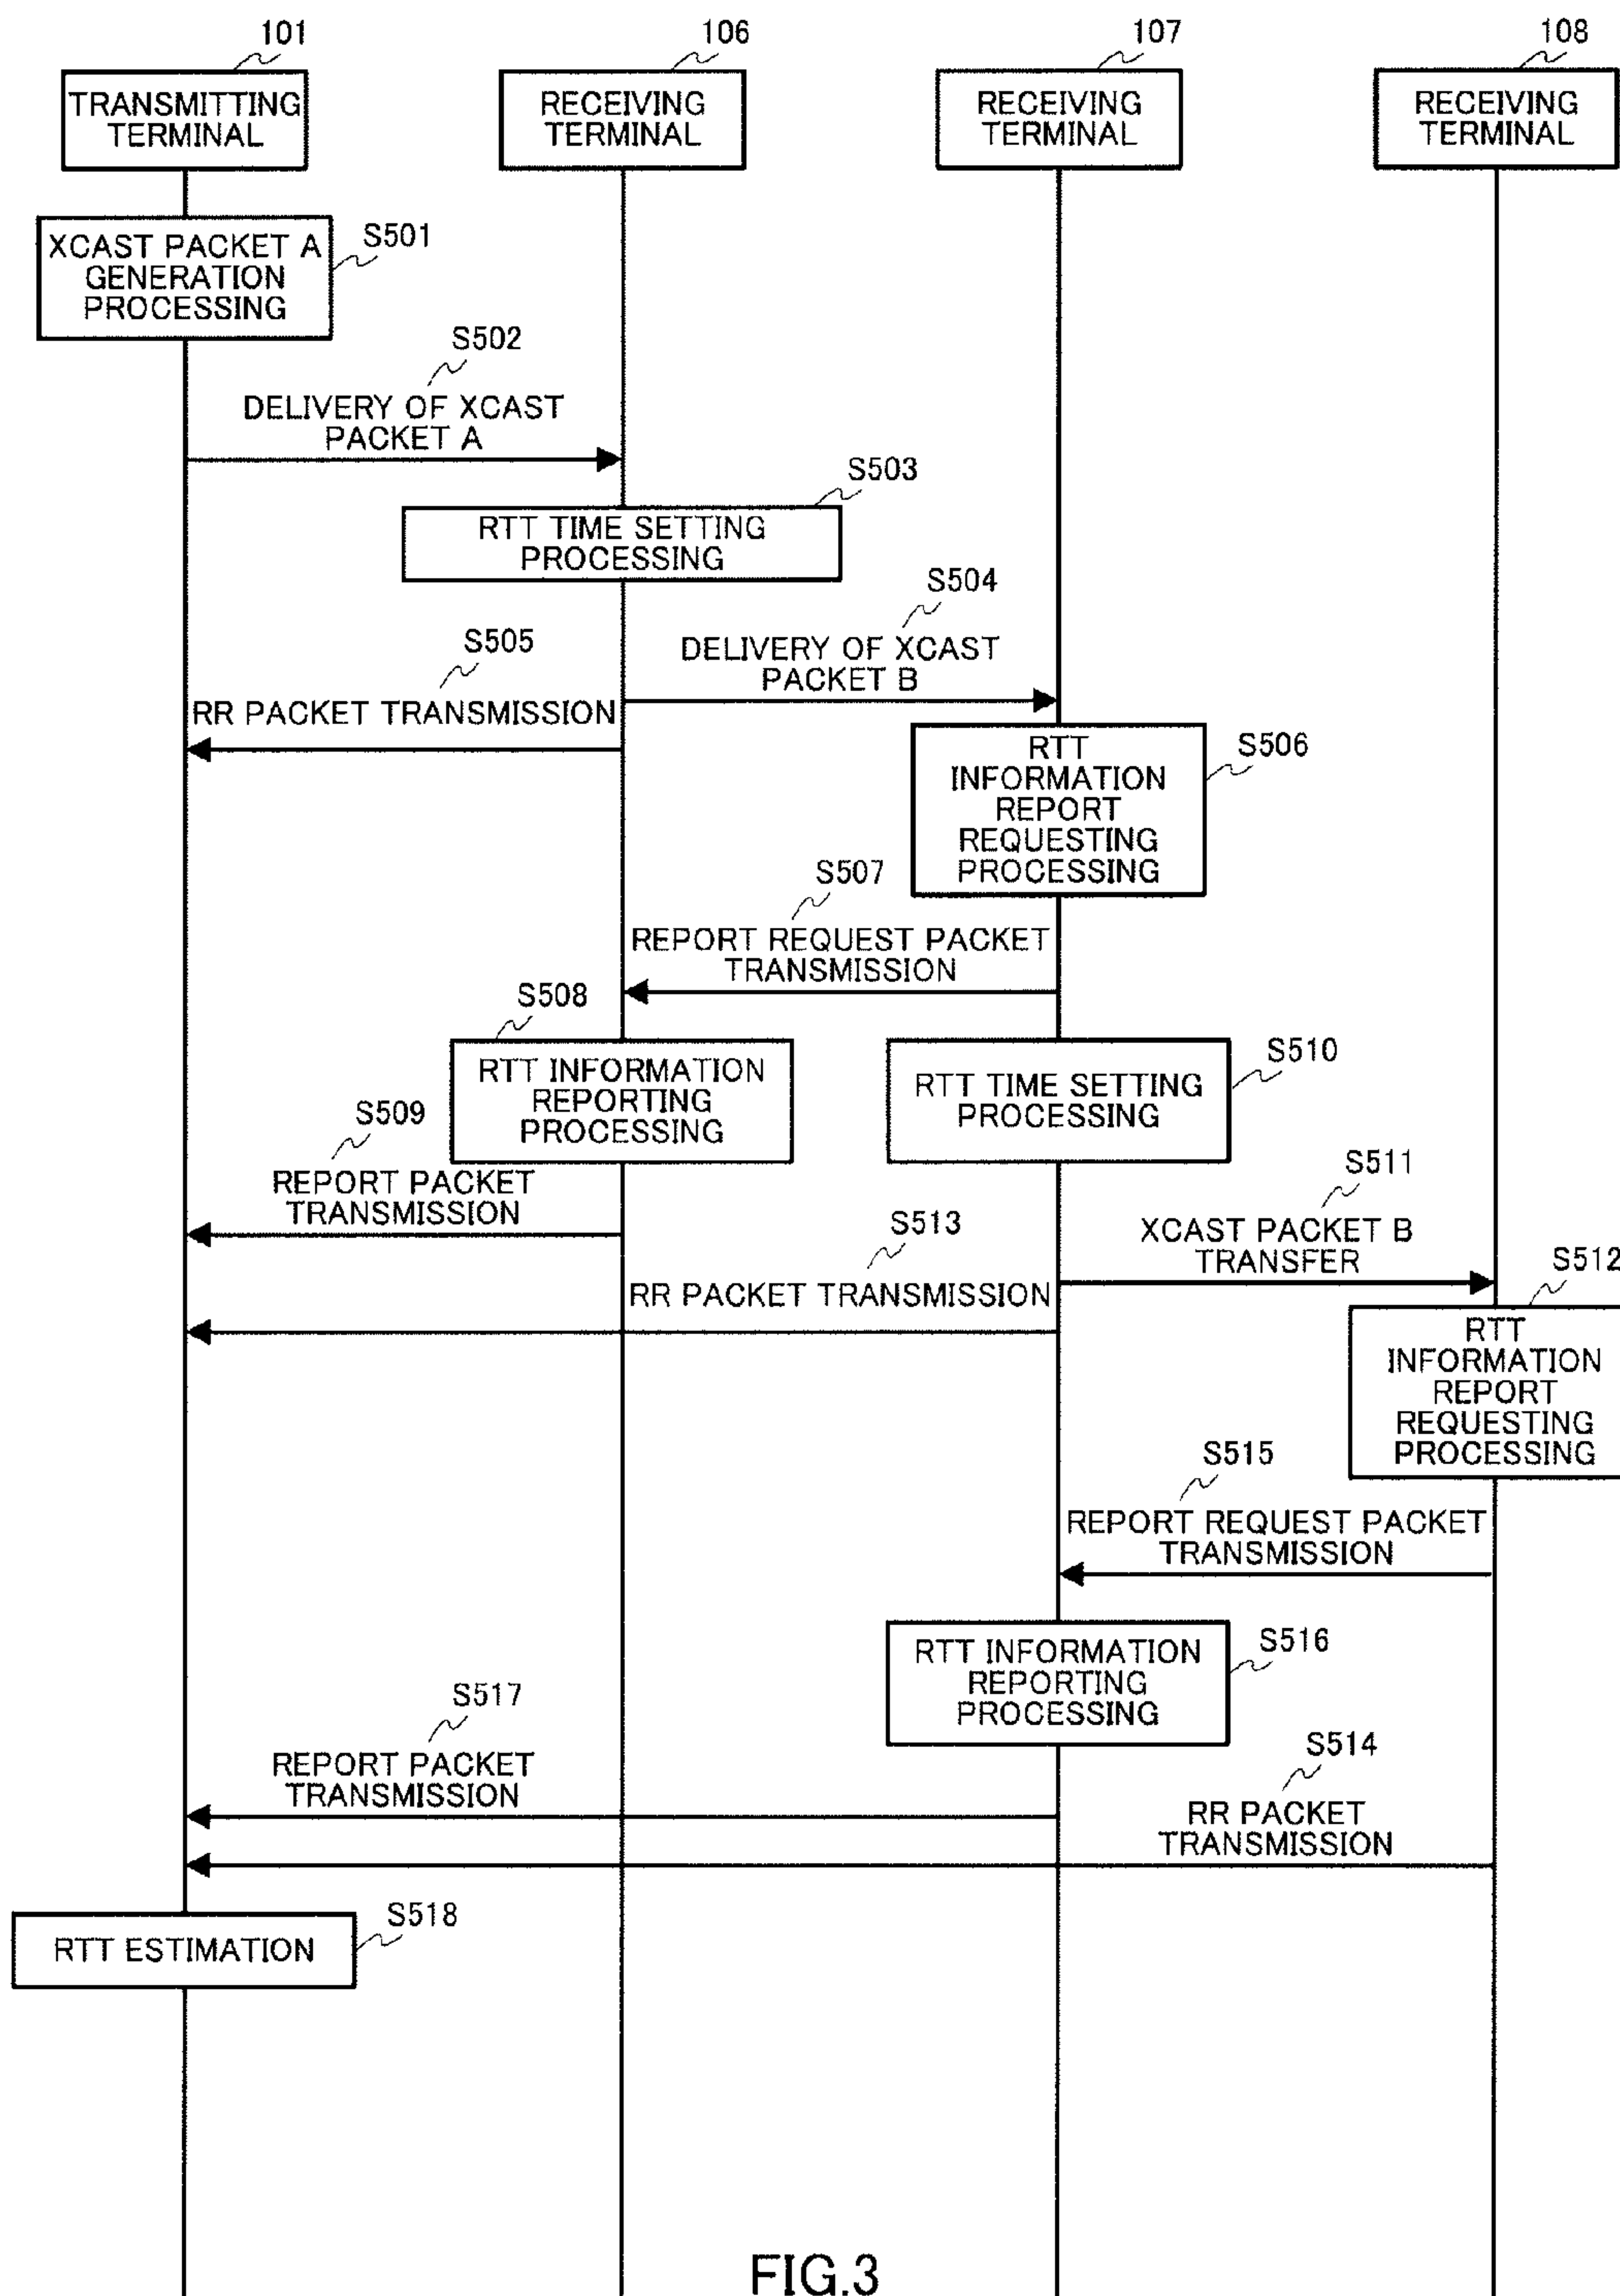 101
106
107
108
TRANSMITTING
TERMINAL
RECEIVING
TERMINAL
RECEIVING
TERMINAL
RECEIVING
TERMINAL
XCAST PACKET A
GENERATION
PROCESSING
S501
S502
DELIVERY OF XCAST
PACKET A
S503
RTT TIME SETTING
PROCESSING
S504
DELIVERY OF XCAST
PACKET B
S505
RR PACKET TRANSMISSION
RTT
INFORMATION
REPORT
REQUESTING
PROCESSING
S506
S507
REPORT REQUEST PACKET
TRANSMISSION
S508
RTT INFORMATION
REPORTING
PROCESSING
RTT TIME SETTING
PROCESSING
S510
S509
REPORT PACKET
TRANSMISSION
S511
XCAST PACKET B
TRANSFER
S513
RR PACKET TRANSMISSION
S512
RTT
INFORMATION
REPORT
REQUESTING
PROCESSING
S515
REPORT REQUEST PACKET
TRANSMISSION
RTT INFORMATION
REPORTING
PROCESSING
S516
S517
REPORT PACKET
TRANSMISSION
S514
RR PACKET
TRANSMISSION
RTT ESTIMATION
S518
FIG.3